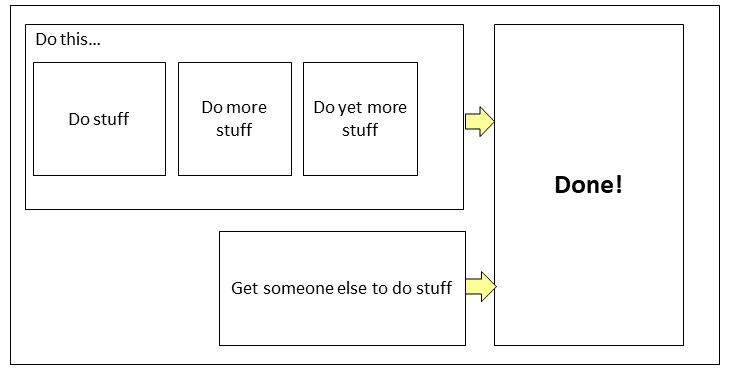 Do this...
Do stuff
Do more
stuff
Do yet more
stuff
Done!
Get someone else to do stuff